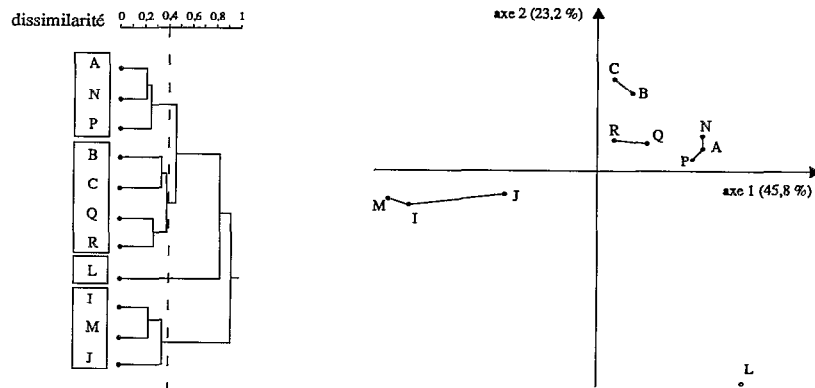 dissimilarité
0 0,2 0,4 0,6 0,8 1
A
N
P
B
C
Q
R
L
I
M
J
axe 2 (23,2 %)
C
B
R
Q
N
A
P
axe 1 (45,8 %)
M
I
J
L